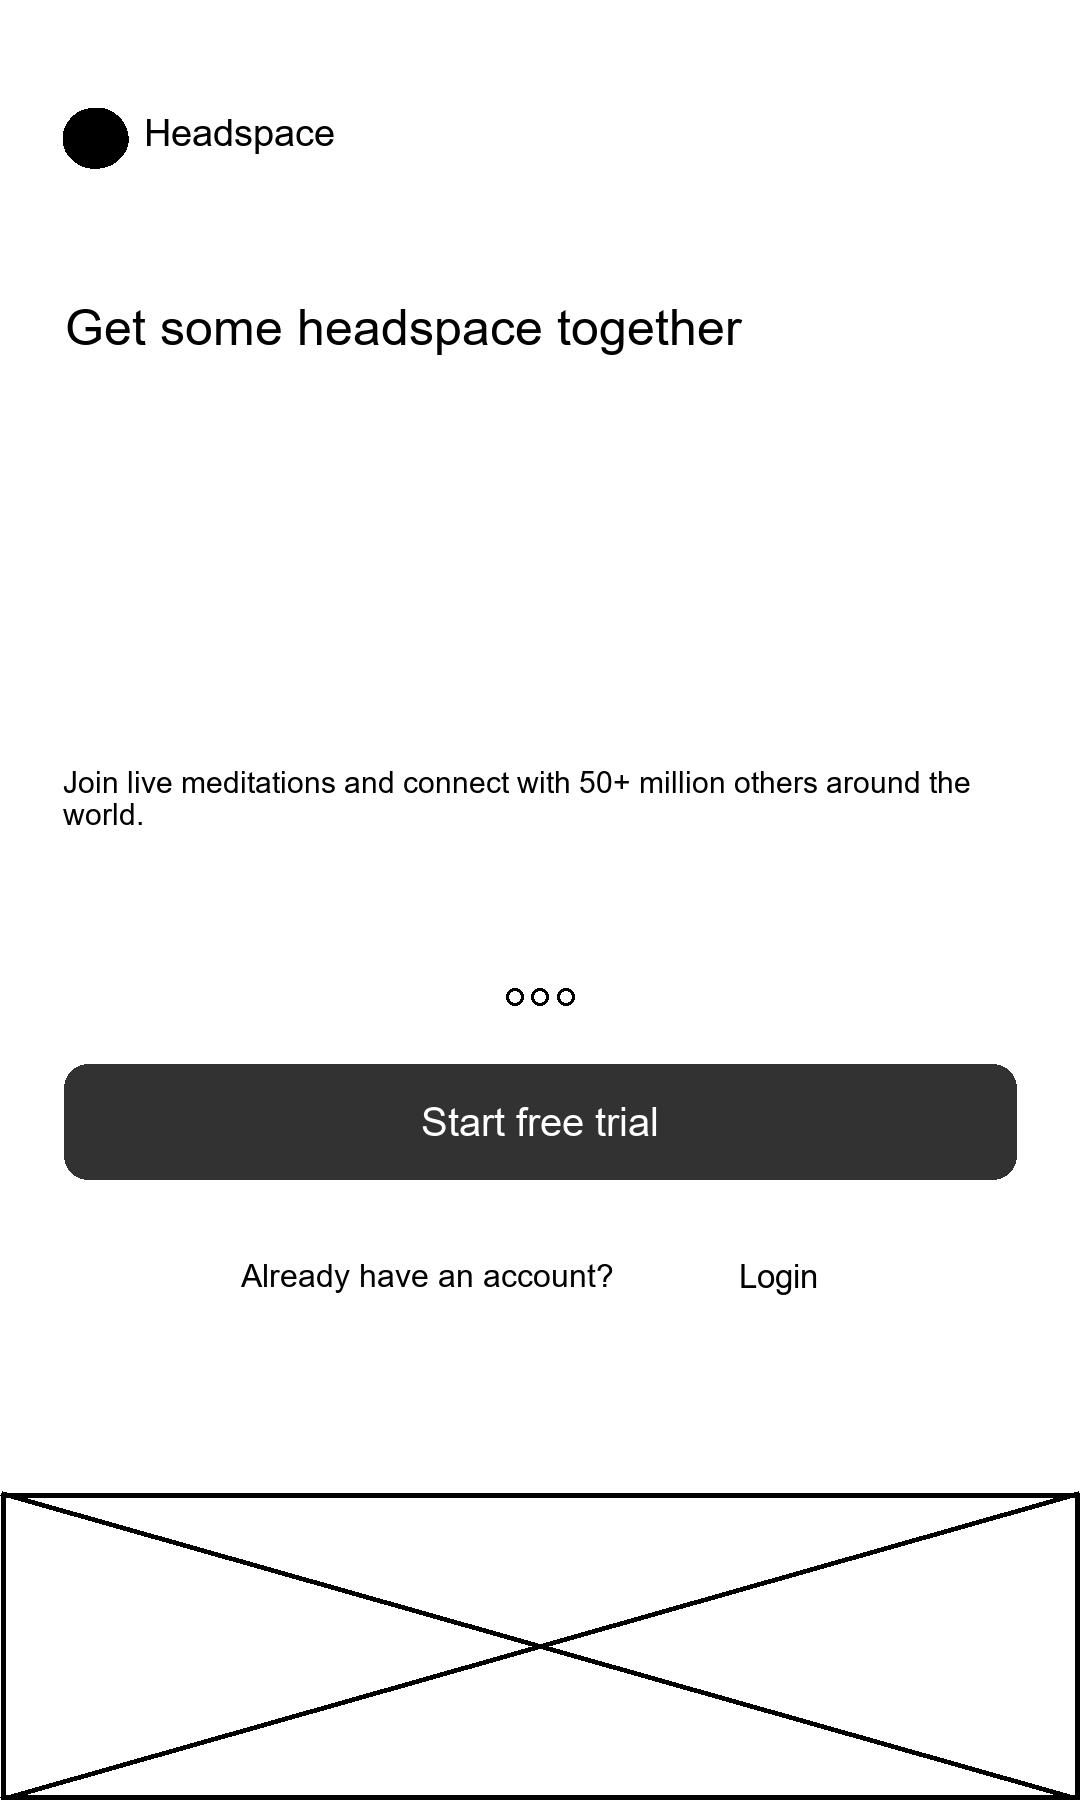 Headspace
Get some headspace together
Join live meditations and connect with 50+ million others around the
world.
Start free trial
Already have an account? Login